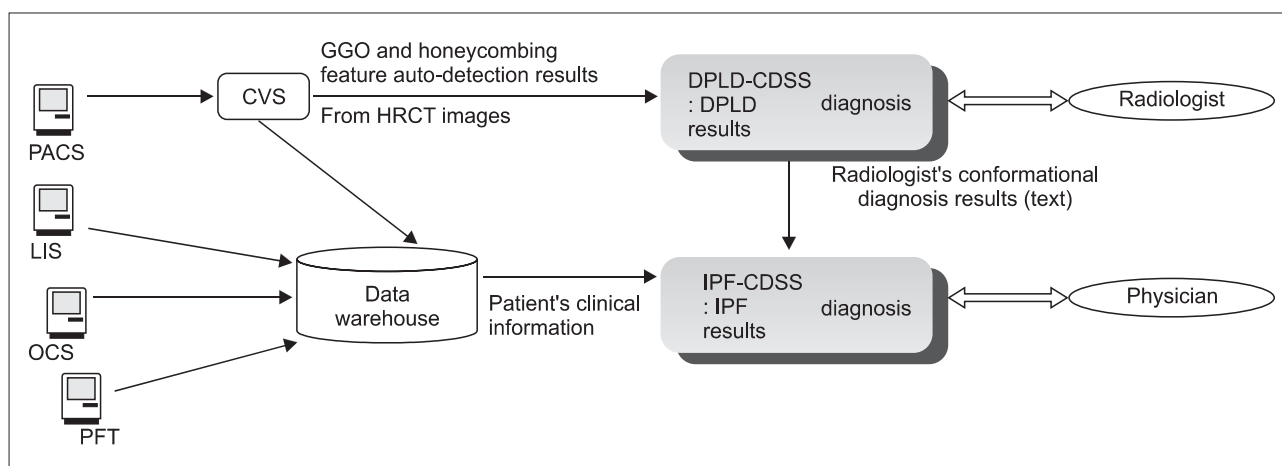 GGO and honeycombing
feature auto-detection results
From HRCT images
CVS
PACS
LIS
OCS
PFT
Data
warehouse
Patient's clinical
information
DPLD-CDSS
: DPLD diagnosis
results
Radiologist
Radiologist's conformational
diagnosis results (text)
IPF-CDSS
: IPF diagnosis
results
Physician